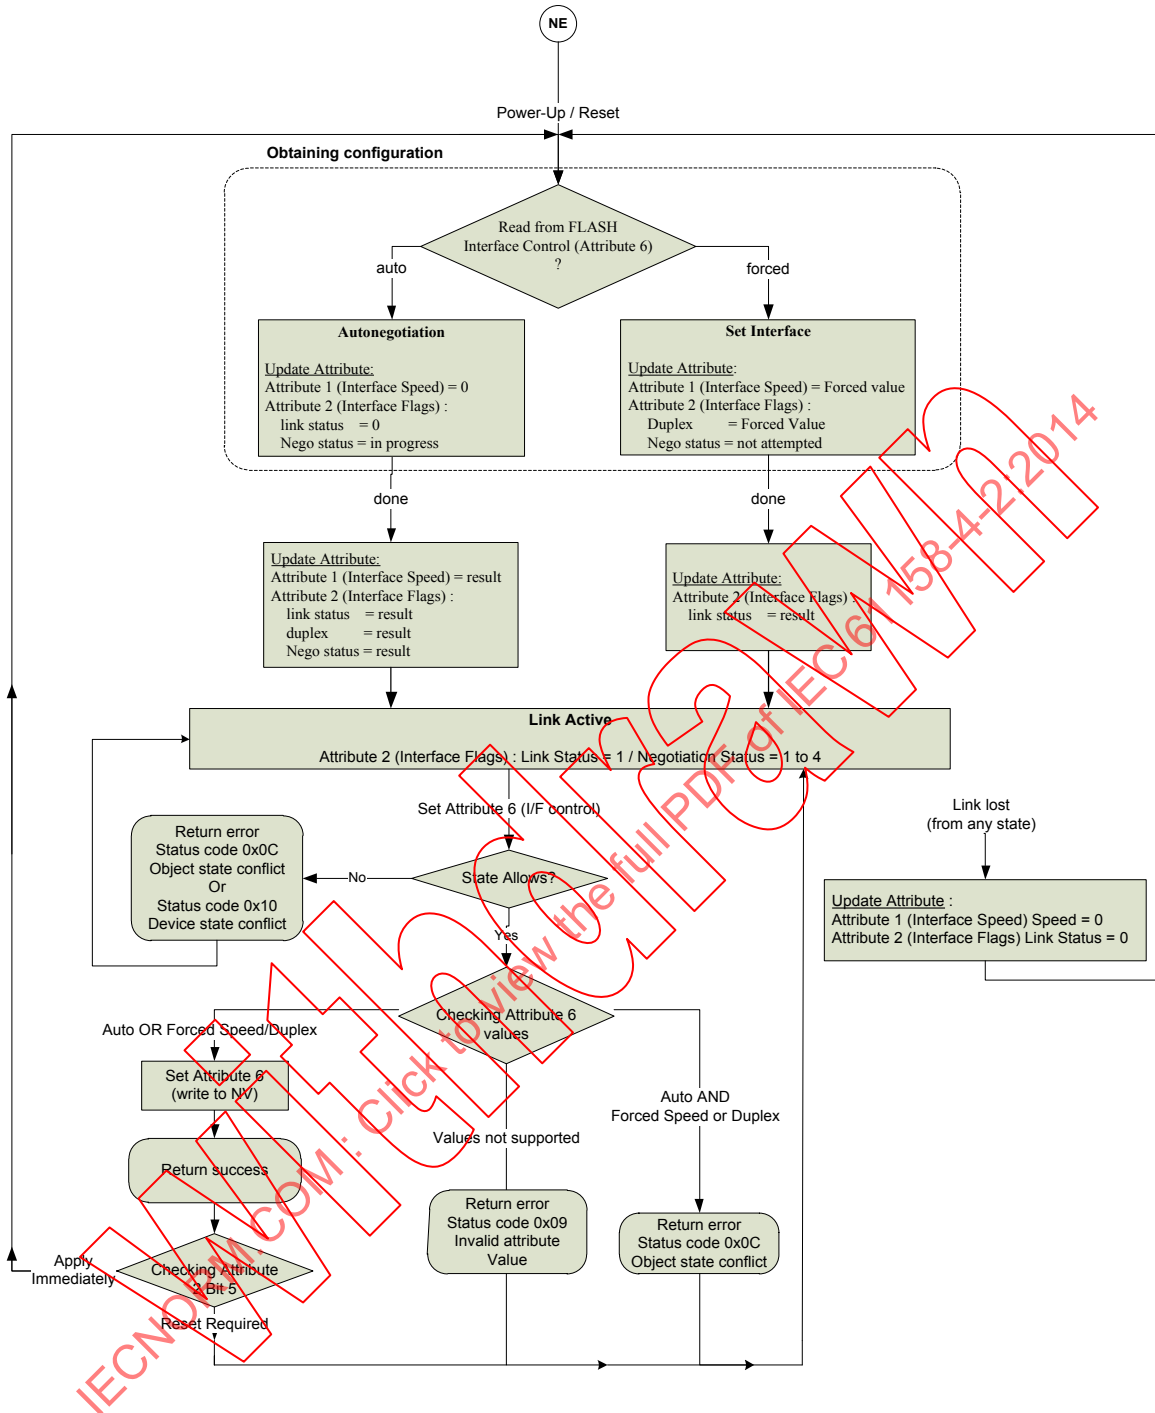 NE
Power-Up / Reset
Obtaining configuration
Read from FLASH
Interface Control (Attribute 6)
?
auto
forced
Autonegotiation
Update Attribute:
Attribute 1 (Interface Speed) = 0
Attribute 2 (Interface Flags) :
link status = 0
Nego status = in progress
Set Interface
Update Attribute:
Attribute 1 (Interface Speed) = Forced value
Attribute 2 (Interface Flags) :
Duplex = Forced Value
Nego status = not attempted
done
done
Update Attribute:
Attribute 1 (Interface Speed) = result
Attribute 2 (Interface Flags) :
link status = result
duplex = result
Nego status = result
Update Attribute:
Attribute 2 (Interface Flags) :
link status = result
Link Active
Attribute 2 (Interface Flags) : Link Status = 1 / Negotiation Status = 1 to 4
Set Attribute 6 (I/F control)
Return error
Status code 0x0C
Object state conflict
Or
Status code 0x10
Device state conflict
No
State Allows?
Yes
Link lost
(from any state)
Update Attribute :
Attribute 1 (Interface Speed) Speed = 0
Attribute 2 (Interface Flags) Link Status = 0
Checking Attribute 6
values
Auto OR Forced Speed/Duplex
Set Attribute 6
(write to NV)
Return success
Checking Attribute
2 Bit 5
Apply
Immediately
Reset Required
Values not supported
Return error
Status code 0x09
Invalid attribute
Value
Auto AND
Forced Speed or Duplex
Return error
Status code 0x0C
Object state conflict
IECNORM.COM : Click to view the full PDF of IEC 61158-4-2:2014
Withdrawn